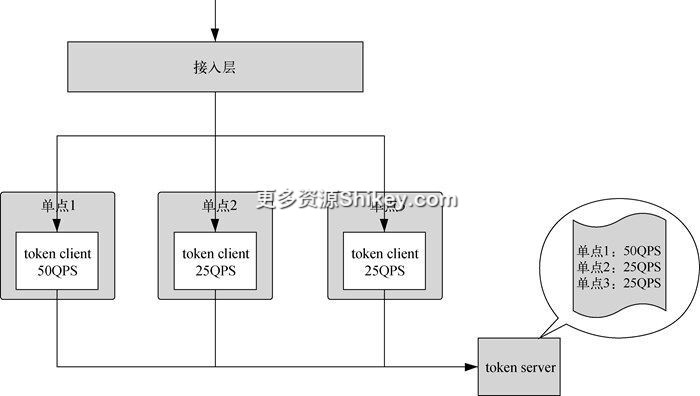 接入层
更多资源Shikey.com
单点1
单点2
单点3
token client
50QPS
token client
25QPS
token client
25QPS
单点1：50QPS
单点2：25QPS
单点3：25QPS
token server